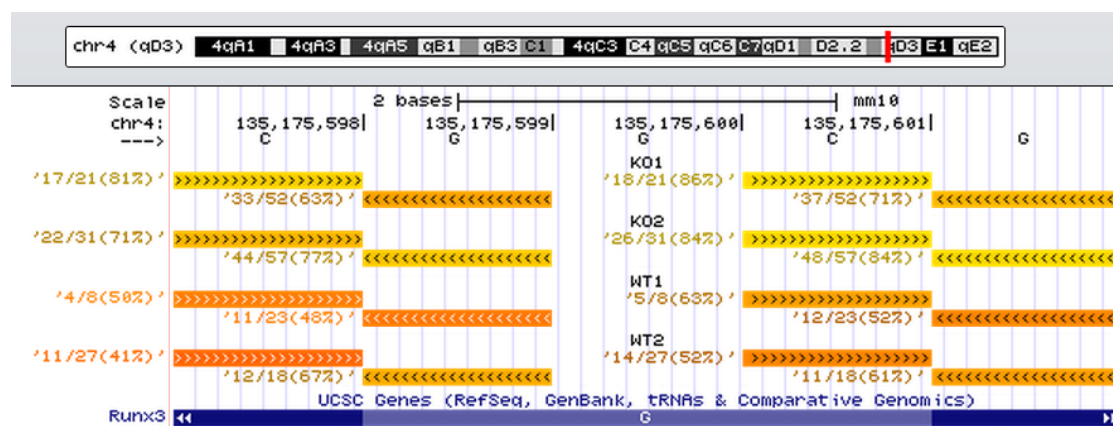 chr4 (qD3) 4qA1 4qA3 4qA5 qB1 qB3 C1 4qC3 C4 qC5 qC6 C7 qD1 D2.2 qD3 E1 qE2
Scale 2 bases mm10
chr4: 135,175,598| 135,175,599| 135,175,600| 135,175,601|
---> C G G C G
KO1
'17/21(81%)' '18/21(86%)'
'33/52(63%)' '37/52(71%)'
KO2
'22/31(71%)' '26/31(84%)'
'44/57(77%)' '48/57(84%)'
WT1
'4/8(50%)' '5/8(63%)'
'11/23(48%)' '12/23(52%)'
WT2
'11/27(41%)' '14/27(52%)'
'12/18(67%)' '11/18(61%)'
UCSC Genes (RefSeq, GenBank, tRNAs & Comparative Genomics)
Runx3 G